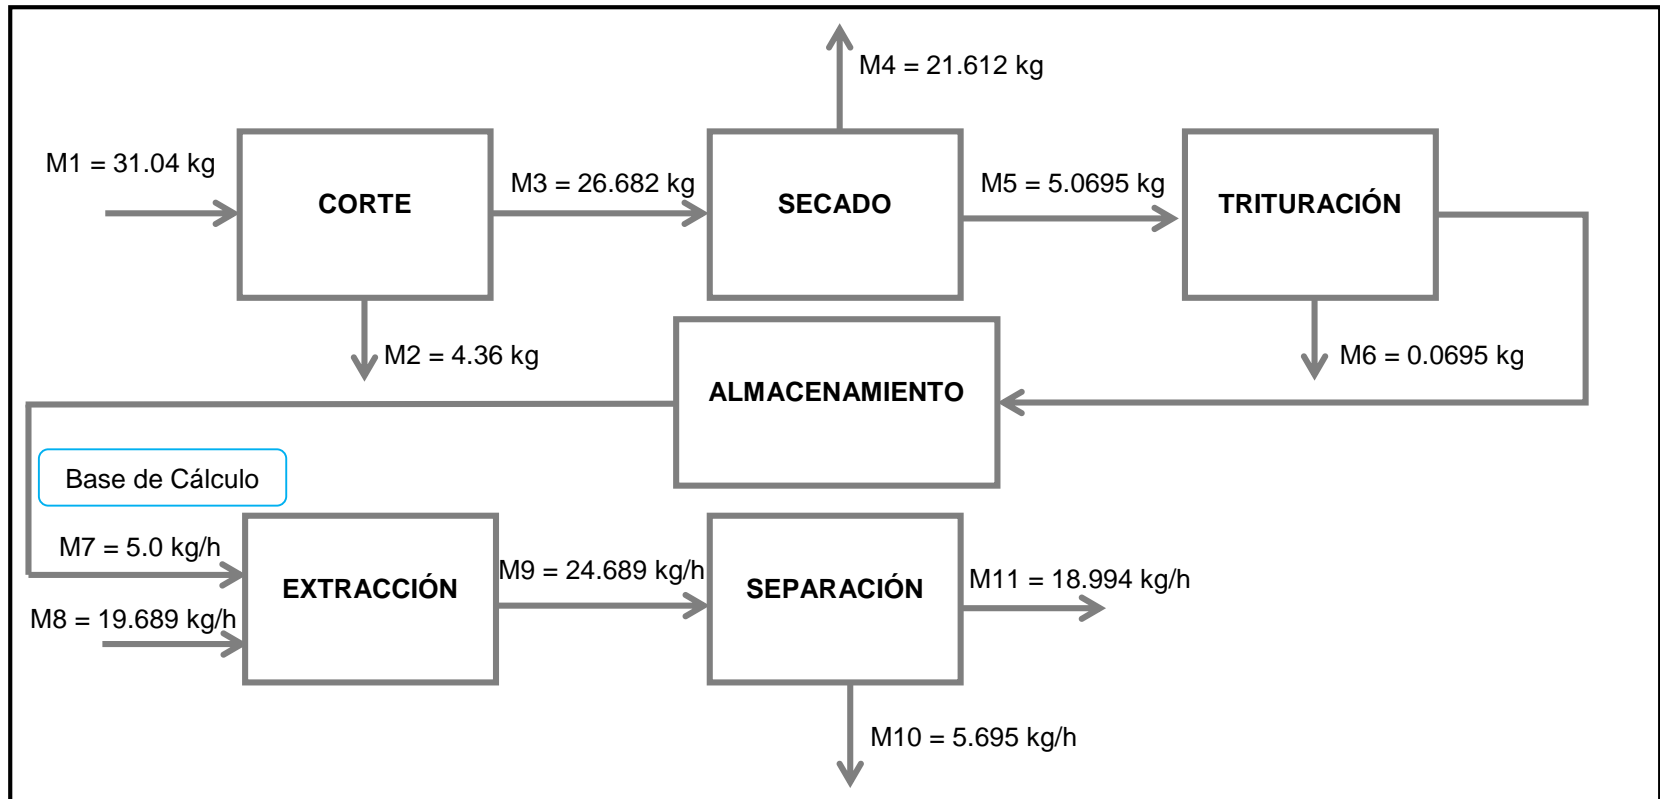 M4 = 21.612 kg
M1 = 31.04 kg
CORTE
M3 = 26.682 kg
SECADO
M5 = 5.0695 kg
TRITURACIÓN
M2 = 4.36 kg
M6 = 0.0695 kg
ALMACENAMIENTO
Base de Cálculo
M7 = 5.0 kg/h
M8 = 19.689 kg/h
EXTRACCIÓN
M9 = 24.689 kg/h
SEPARACIÓN
M11 = 18.994 kg/h
M10 = 5.695 kg/h